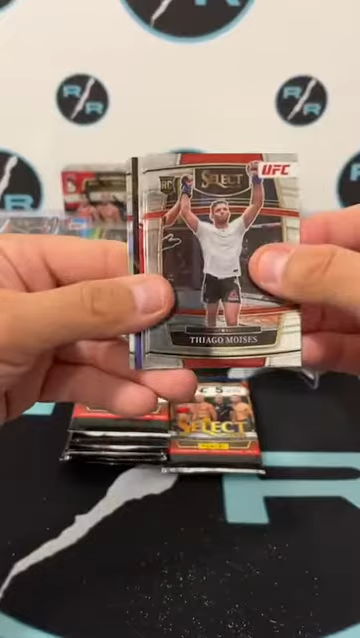 R R
R R
RC
SELECT
UFC
THIAGO MOISES
SELECT
R